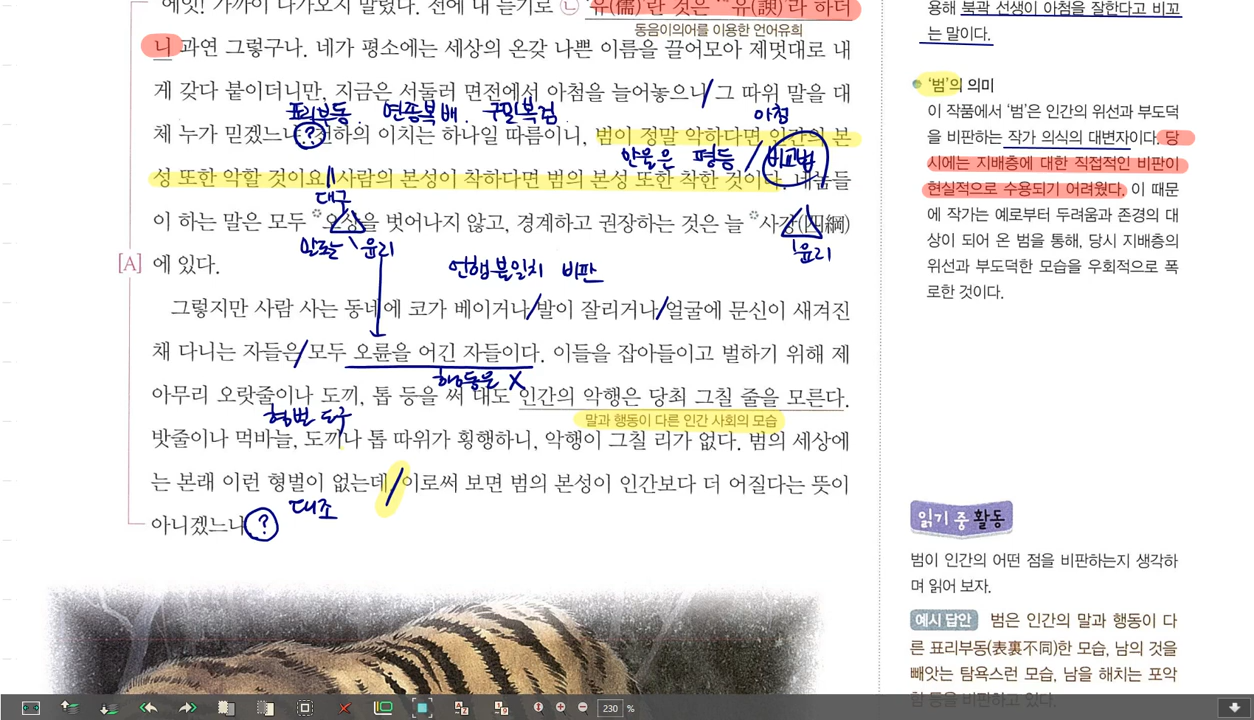 에잇! 가까이 다가오지 말렷다. 전에 내 듣기로 ㉡ '유(儒)'란 것은 '유(諛)'라 하더
동음이의어를 이용한 언어유희
니 과연 그렇구나. 네가 평소에는 세상의 온갖 나쁜 이름을 끌어모아 제멋대로 내
게 갖다 붙이더니만, 지금은 서둘러 면전에서 아첨을 늘어놓으니 그 따위 말을 대
표리부동 면종복배. 구밀복검 아첨
체 누가 믿겠느냐? 천하의 이치는 하나일 따름이니, 범이 정말 악하다면 인간의 본
만물은 평등 / 비교법
성 또한 악할 것이요, 사람의 본성이 착하다면 범의 본성 또한 착한 것이다. 네놈들
대구
이 하는 말은 모두 오상을 벗어나지 않고, 경계하고 권장하는 것은 늘 사강(四綱)
말로는 윤리 윤리
[A] 에 있다.
언행불일치 비판
그렇지만 사람 사는 동네에 코가 베이거나 발이 잘리거나 얼굴에 문신이 새겨진
채 다니는 자들은 모두 오륜을 어긴 자들이다. 이들을 잡아들이고 벌하기 위해 제
행동은 X
아무리 오랏줄이나 도끼, 톱 등을 써 대도 인간의 악행은 당최 그칠 줄을 모른다.
형벌 도구 말과 행동이 다른 인간 사회의 모습
밧줄이나 먹바늘, 도끼나 톱 따위가 횡행하니, 악행이 그칠 리가 없다. 범의 세상에
는 본래 이런 형벌이 없는데 이로써 보면 범의 본성이 인간보다 더 어질다는 뜻이
대조
아니겠느냐?
용해 북곽 선생이 아첨을 잘한다고 비꼬
는 말이다.
'범'의 의미
이 작품에서 '범'은 인간의 위선과 부도덕
을 비판하는 작가 의식의 대변자이다. 당
시에는 지배층에 대한 직접적인 비판이
현실적으로 수용되기 어려웠다. 이 때문
에 작가는 예로부터 두려움과 존경의 대
상이 되어 온 범을 통해, 당시 지배층의
위선과 부도덕한 모습을 우회적으로 폭
로한 것이다.
읽기 중 활동
범이 인간의 어떤 점을 비판하는지 생각하
며 읽어 보자.
예시 답안 범은 인간의 말과 행동이 다
른 표리부동(表裏不同)한 모습, 남의 것을
빼앗는 탐욕스런 모습, 남을 해치는 포악
함 등을 비판하고 있다.
230 %